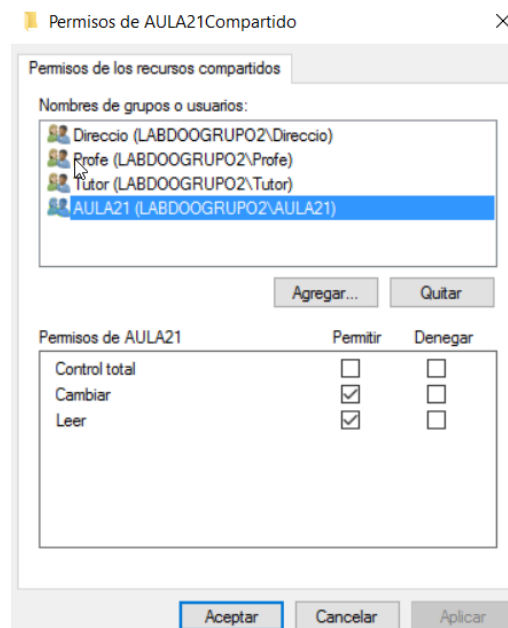 Permisos de AULA21Compartido
Permisos de los recursos compartidos
Nombres de grupos o usuarios:
Direccio (LABDOOGRUPO2\Direccio)
Profe (LABDOOGRUPO2\Profe)
Tutor (LABDOOGRUPO2\Tutor)
AULA21 (LABDOOGRUPO2\AULA21)
Agregar... Quitar
Permisos de AULA21 Permitir Denegar
Control total
Cambiar
Leer
Aceptar Cancelar Aplicar